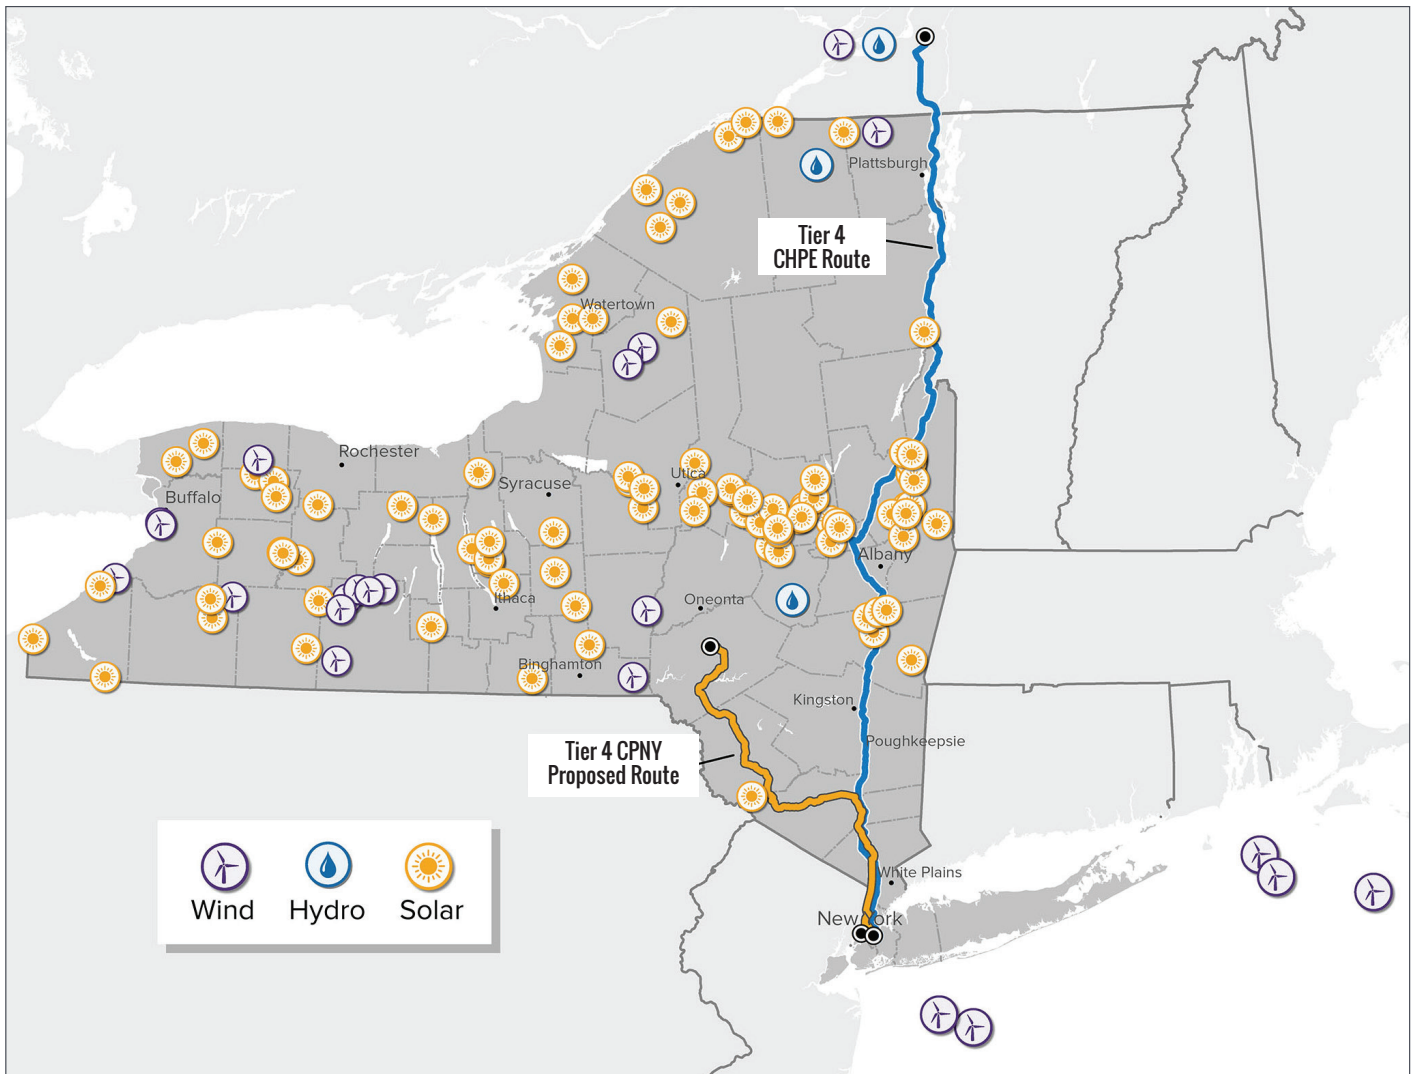 Plattsburgh
Tier 4
CHPE Route
Watertown
Rochester
Utica
Syracuse
Buffalo
Albany
Ithaca
Oneonta
Binghamton
Kingston
Poughkeepsie
Tier 4 CPNY
Proposed Route
White Plains
New York
Wind
Hydro
Solar